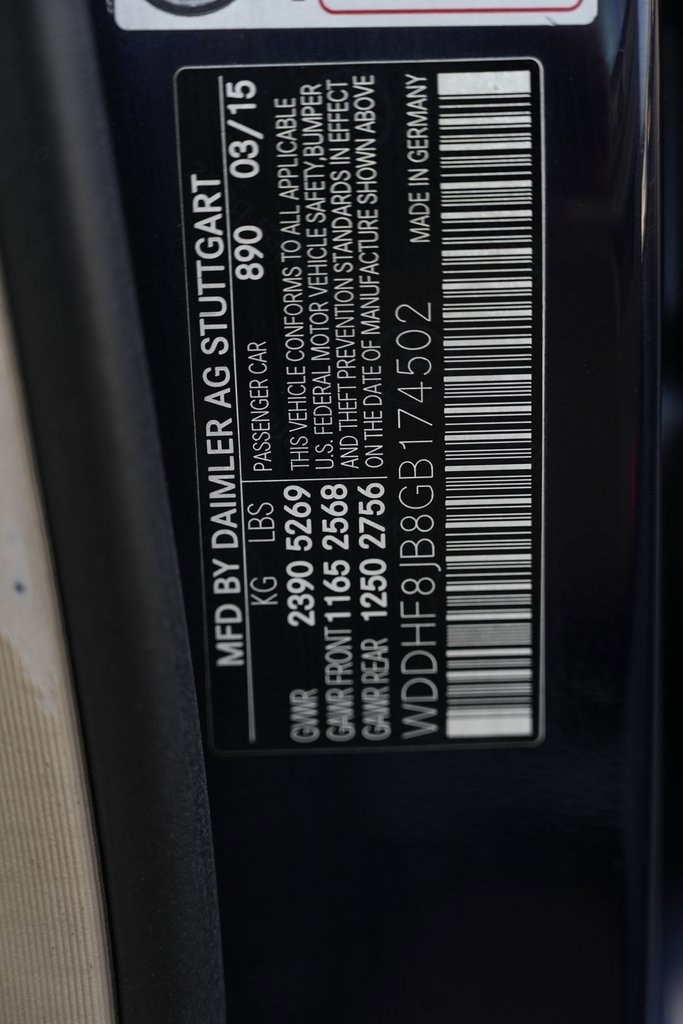 MFD BY DAIMLER AG STUTTGART
890 03/15
KG LBS
PASSENGER CAR
GVWR 2390 5269
GAWR FRONT 1165 2568
GAWR REAR 1250 2756
THIS VEHICLE CONFORMS TO ALL APPLICABLE
U.S. FEDERAL MOTOR VEHICLE SAFETY, BUMPER
AND THEFT PREVENTION STANDARDS IN EFFECT
ON THE DATE OF MANUFACTURE SHOWN ABOVE
WDDHF8JB8GB174502
MADE IN GERMANY